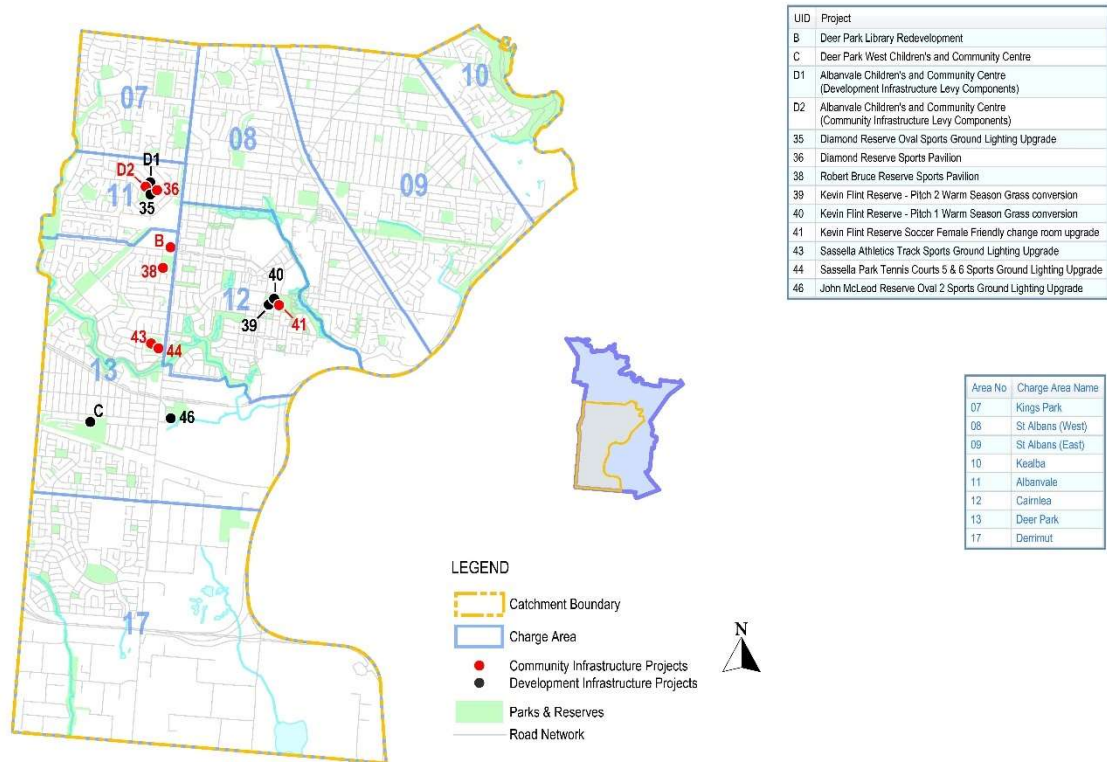 UID Project
B Deer Park Library Redevelopment
C Deer Park West Children's and Community Centre
D1 Albanvale Children's and Community Centre
(Development Infrastructure Levy Components)
D2 Albanvale Children's and Community Centre
(Community Infrastructure Levy Components)
35 Diamond Reserve Oval Sports Ground Lighting Upgrade
36 Diamond Reserve Sports Pavilion
38 Robert Bruce Reserve Sports Pavilion
39 Kevin Flint Reserve - Pitch 2 Warm Season Grass conversion
40 Kevin Flint Reserve - Pitch 1 Warm Season Grass conversion
41 Kevin Flint Reserve Soccer Female Friendly change room upgrade
43 Sassella Athletics Track Sports Ground Lighting Upgrade
44 Sassella Park Tennis Courts 5 & 6 Sports Ground Lighting Upgrade
46 John McLeod Reserve Oval 2 Sports Ground Lighting Upgrade
10
07
08
09
D1
D2
36
11
35
B
38
12
40
39
41
43
44
13
C
46
17
Area No Charge Area Name
07 Kings Park
08 St Albans (West)
09 St Albans (East)
10 Kealba
11 Albanvale
12 Cairnlea
13 Deer Park
17 Derrimut
LEGEND
Catchment Boundary
Charge Area
Community Infrastructure Projects
Development Infrastructure Projects
Parks & Reserves
Road Network
N